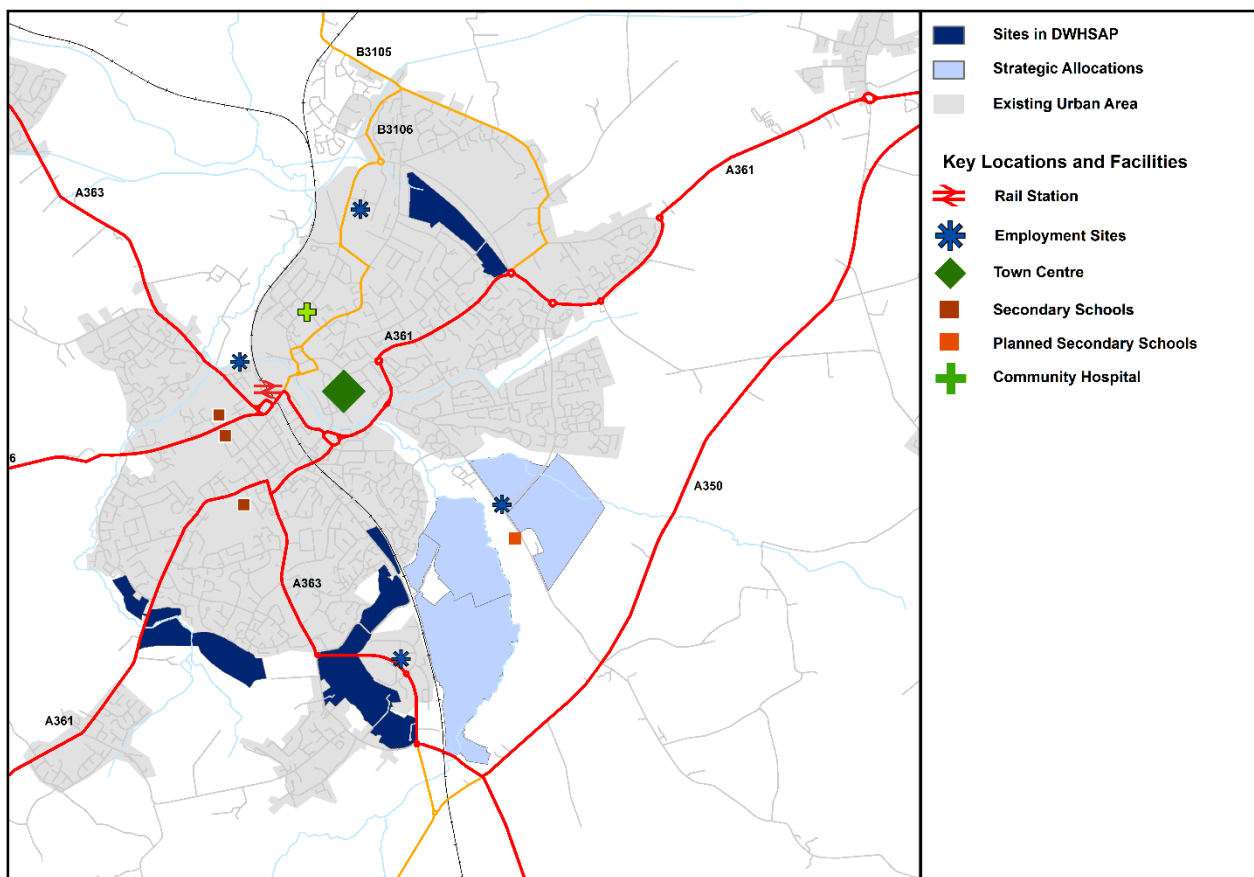 B3105
B3106
A363
A361
A361
6
A350
A363
A361
Sites in DWHSAP
Strategic Allocations
Existing Urban Area
Key Locations and Facilities
Rail Station
Employment Sites
Town Centre
Secondary Schools
Planned Secondary Schools
Community Hospital